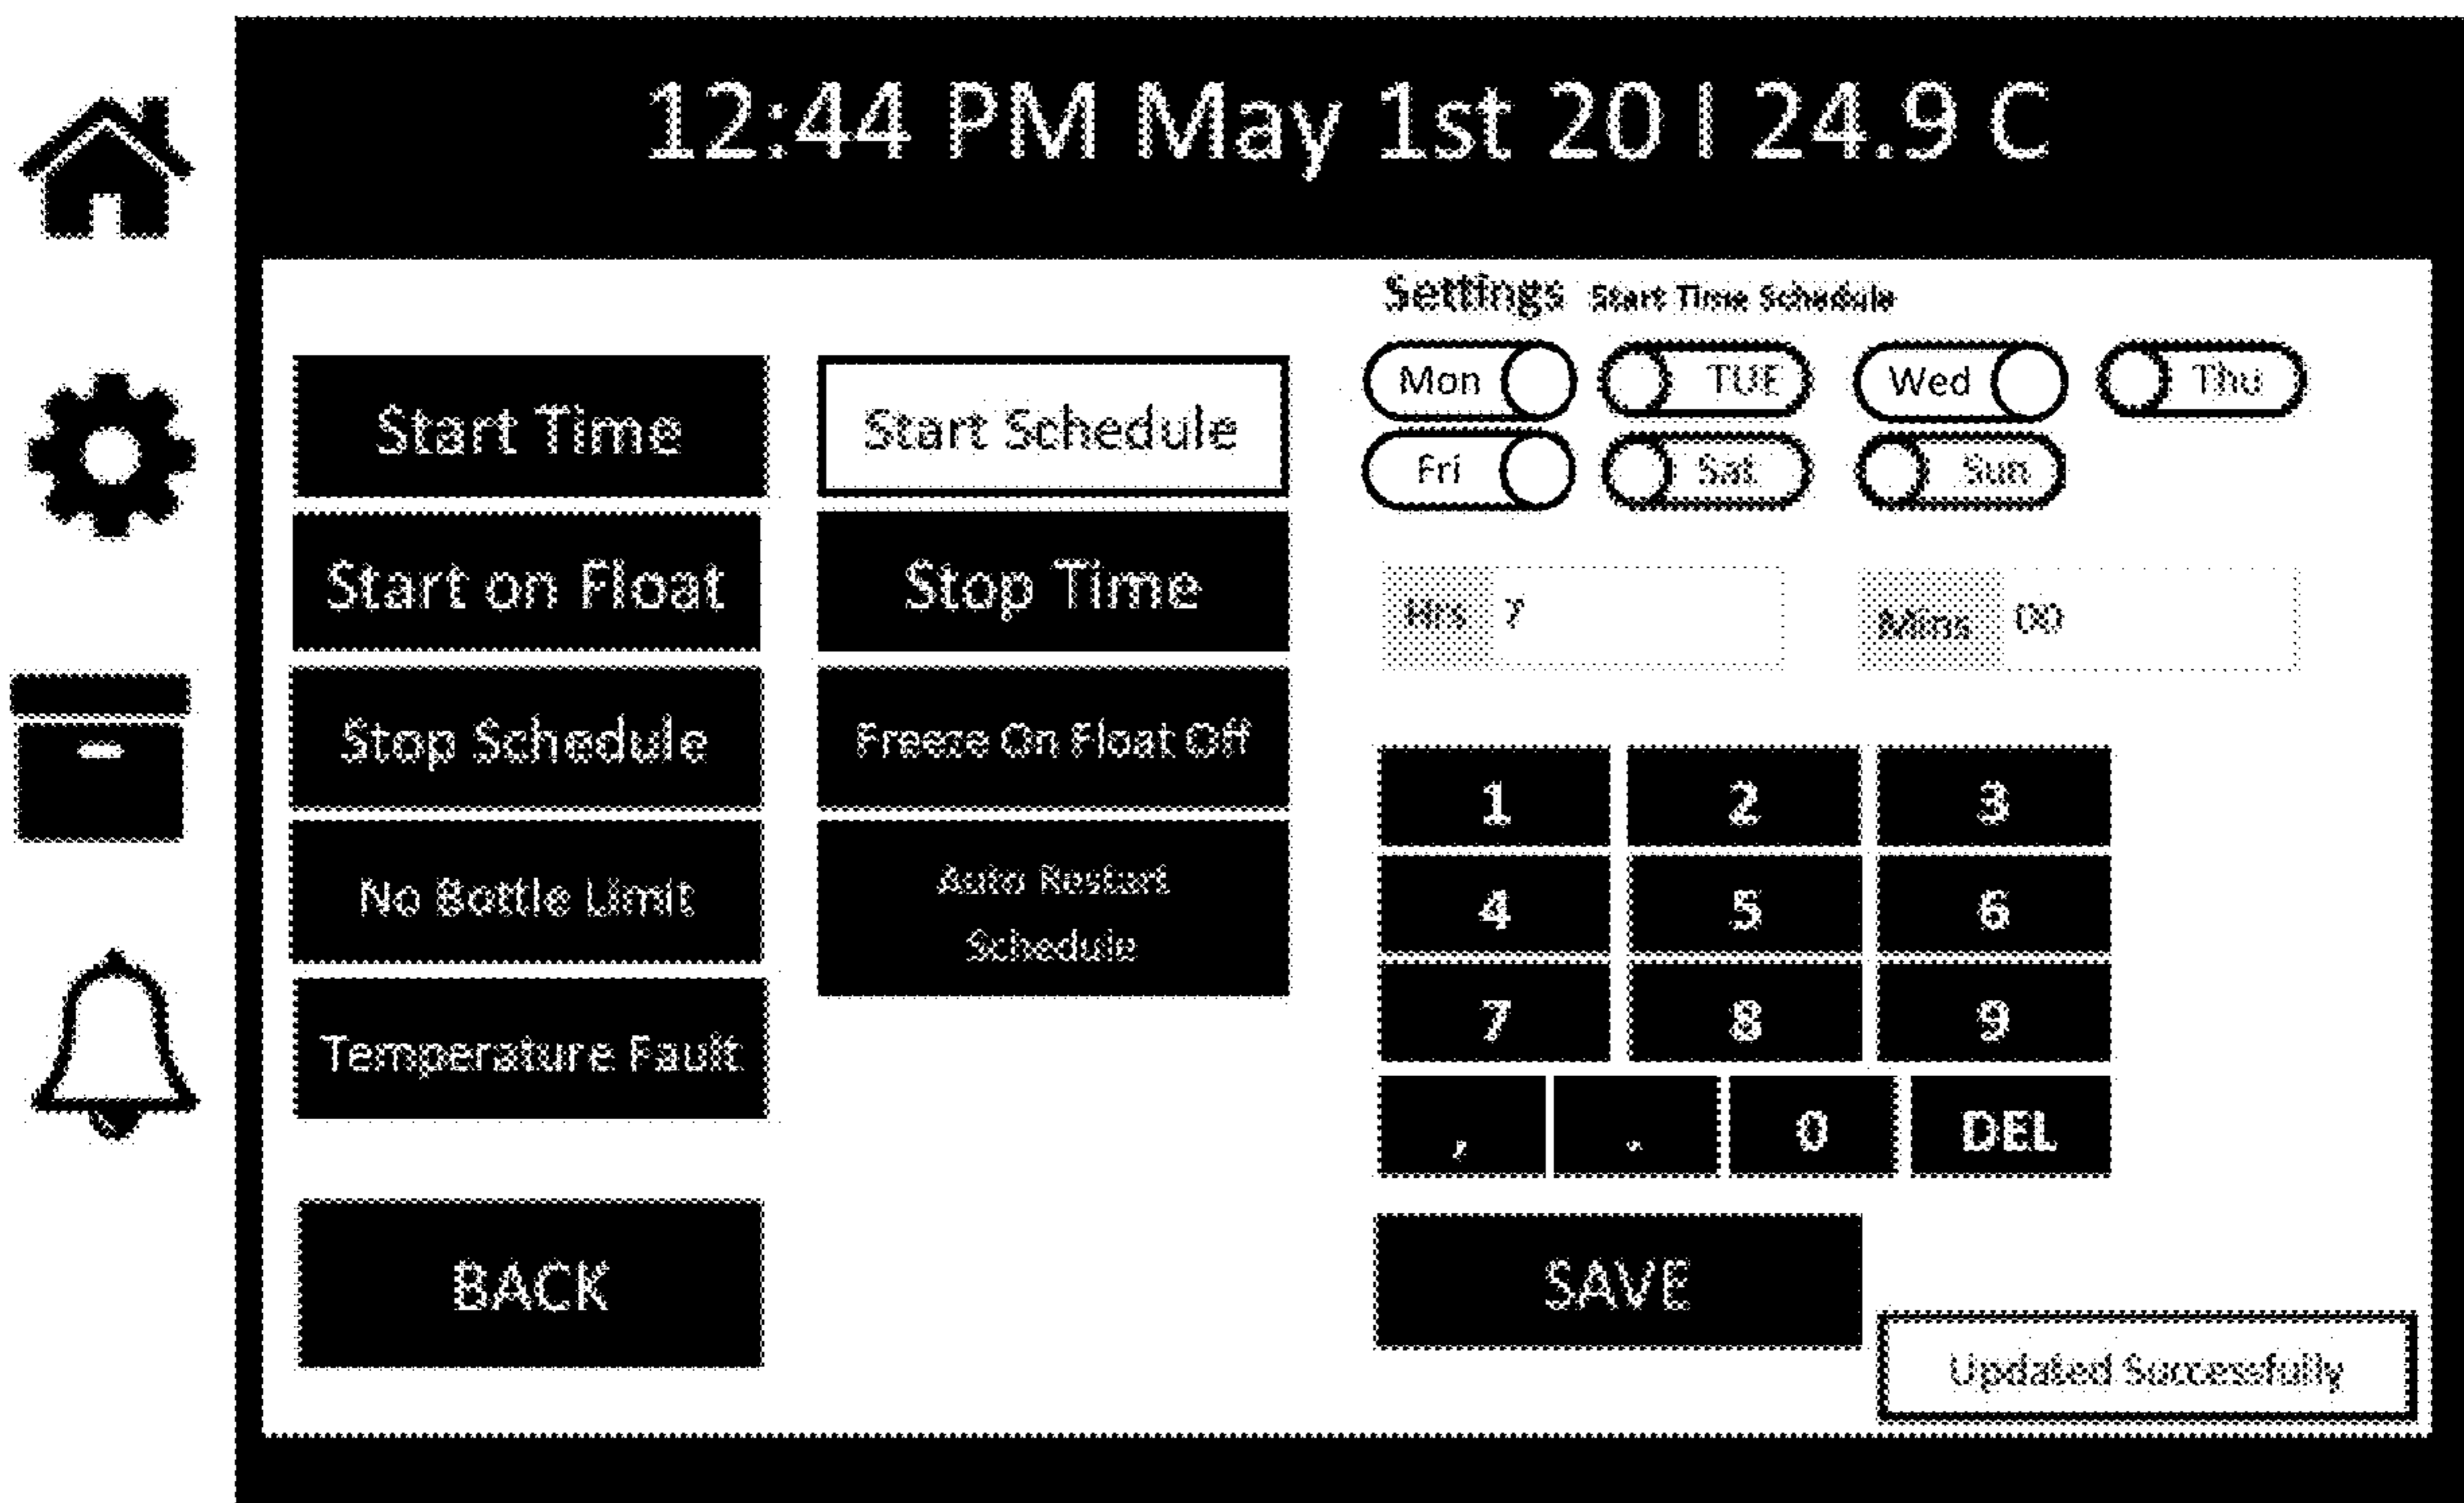 12:44 PM May 1st 20 I 24.9 C
Settings Start Time Schedule
Mon TUE Wed Thu
Fri Sat Sun
Hrs 7 Mins 00
Start Time
Start Schedule
Start on Float
Stop Time
Stop Schedule
Freeze On Float Off
No Bottle Limit
Auto Restart
Schedule
Temperature Fault
BACK
1 2 3
4 5 6
7 8 9
, . 0 DEL
SAVE
Updated Successfully